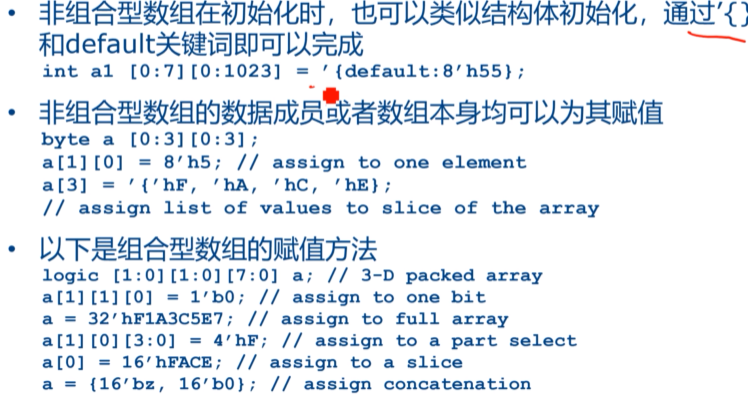 • 非组合型数组在初始化时，也可以类似结构体初始化，通过'{}
和default关键词即可以完成
int a1 [0:7][0:1023] = '{default:8'h55};
• 非组合型数组的数据成员或者数组本身均可以为其赋值
byte a [0:3][0:3];
a[1][0] = 8'h5; // assign to one element
a[3] = '{'hF, 'hA, 'hC, 'hE};
// assign list of values to slice of the array
• 以下是组合型数组的赋值方法
logic [1:0][1:0][7:0] a; // 3-D packed array
a[1][1][0] = 1'b0; // assign to one bit
a = 32'hF1A3C5E7; // assign to full array
a[1][0][3:0] = 4'hF; // assign to a part select
a[0] = 16'hFACE; // assign to a slice
a = {16'bz, 16'b0}; // assign concatenation